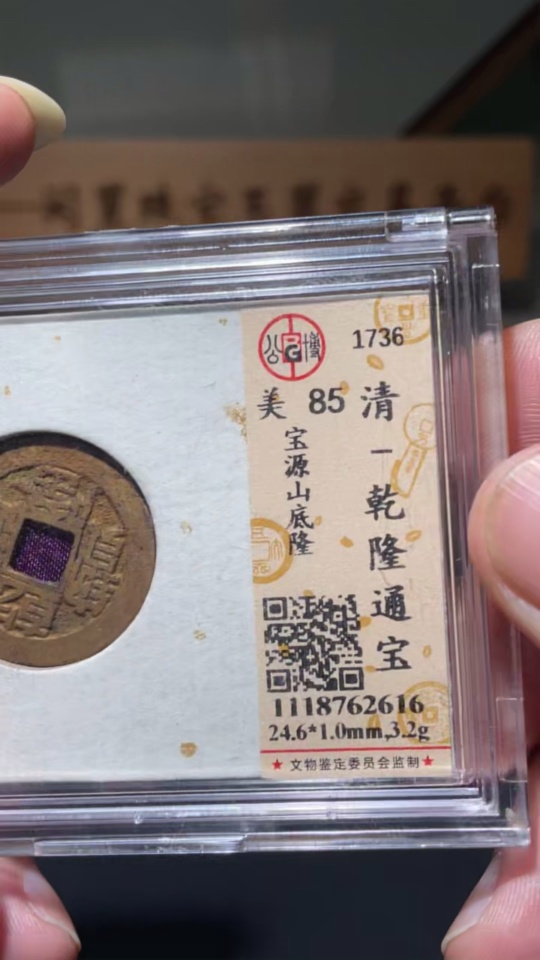 公博
G
1736
美 85
清-乾隆通宝
宝源山底隆
1118762616
24.6*1.0mm,3.2g
★ 文物鉴定委员会监制 ★